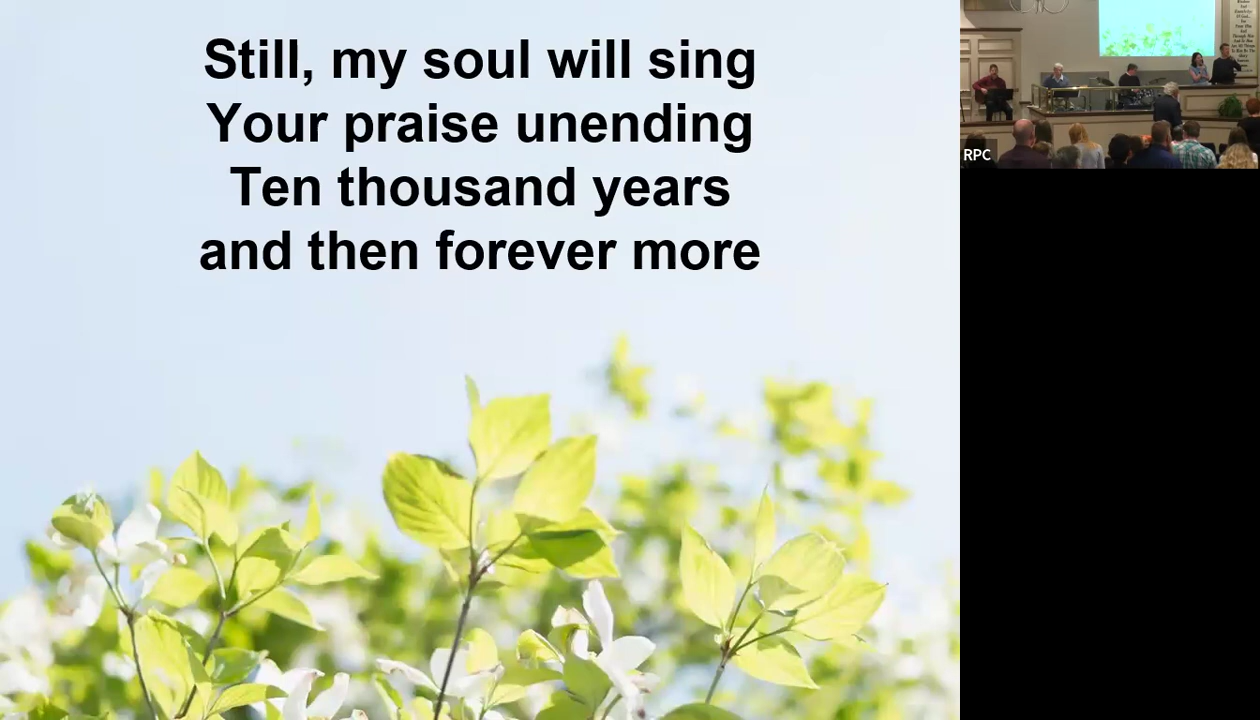 Still, my soul will sing
Your praise unending
Ten thousand years
and then forever more
RPC